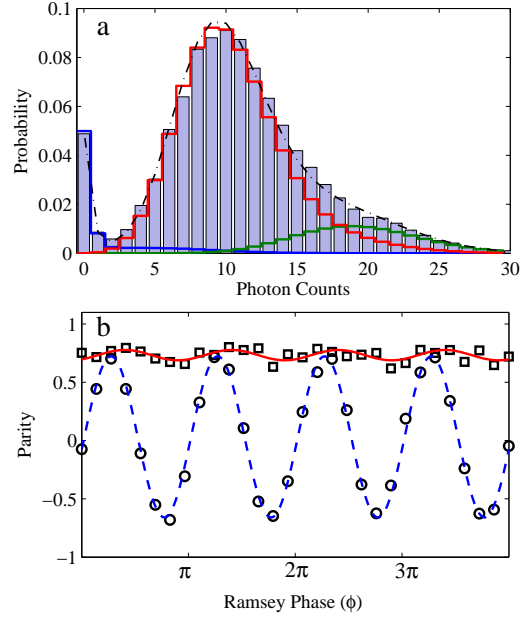 a
0.1
0.08
0.06
0.04
0.02
0
Probability
0 5 10 15 20 25 30
Photon Counts
b
1
0.5
0
−0.5
−1
Parity
π 2π 3π
Ramsey Phase (ϕ)